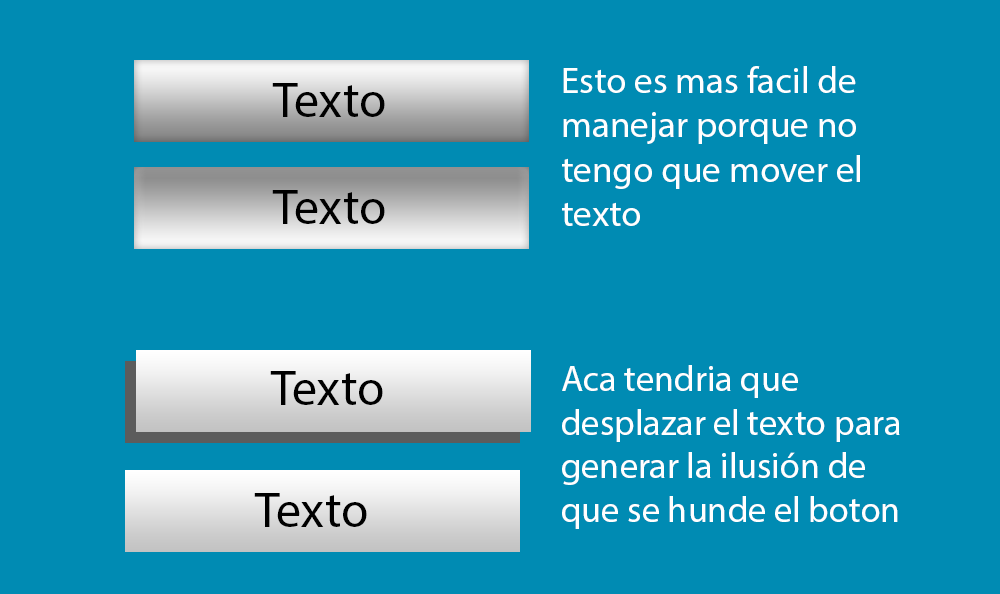 Texto
Texto
Esto es mas facil de
manejar porque no
tengo que mover el
texto
Texto
Texto
Aca tendria que
desplazar el texto para
generar la ilusión de
que se hunde el boton